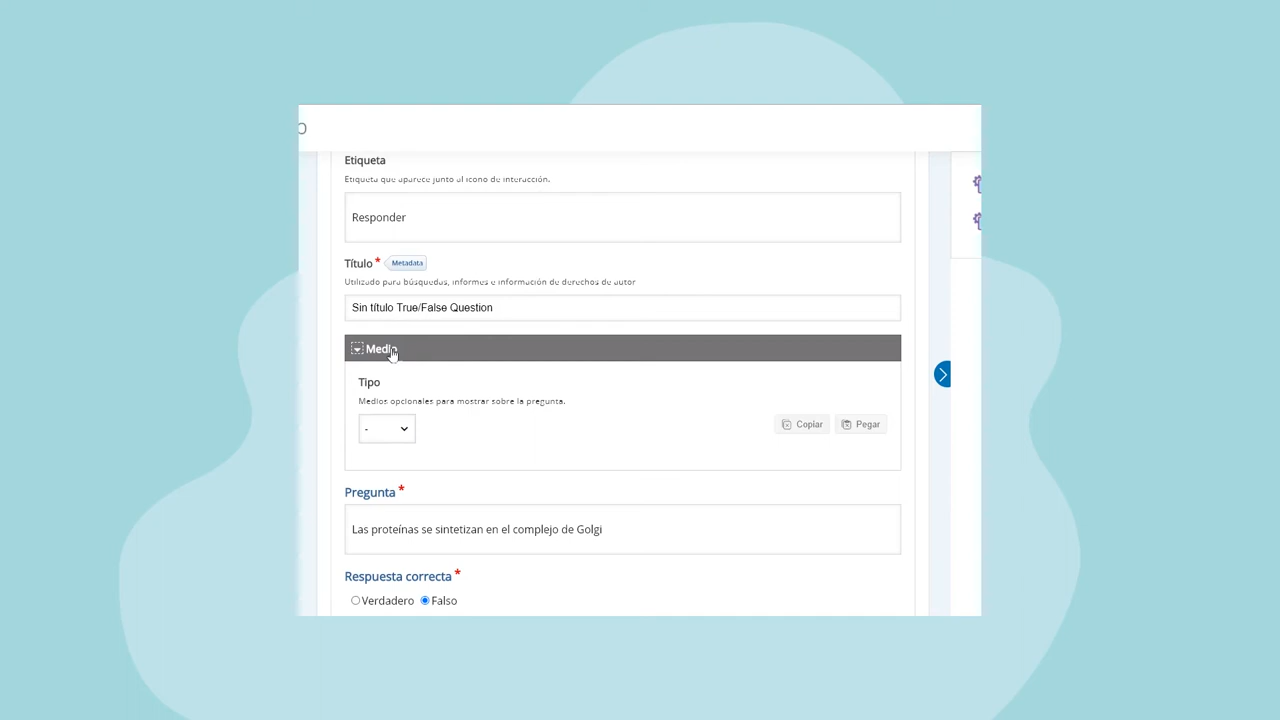 Etiqueta
Etiqueta que aparece junto al icono de interacción.
Responder
Título * Metadata
Utilizado para búsquedas, informes e información de derechos de autor
Sin título True/False Question
Medio
Tipo
Medios opcionales para mostrar sobre la pregunta.
- Copiar Pegar
Pregunta *
Las proteínas se sintetizan en el complejo de Golgi
Respuesta correcta *
Verdadero Falso